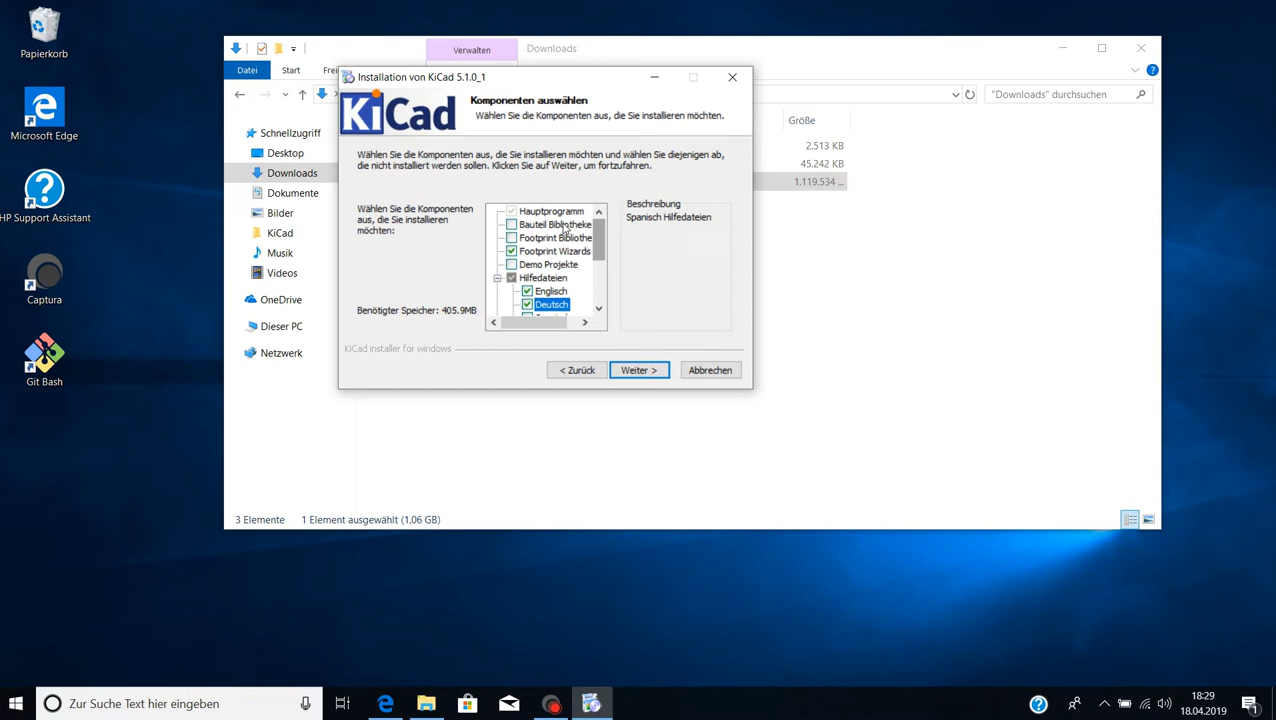 Papierkorb
Microsoft Edge
HP Support Assistant
Captura
Git Bash
Verwalten
Downloads
Datei
Start
Frei
"Downloads" durchsuchen
Größe
2.513 KB
45.242 KB
1.119.534 ...
Schnellzugriff
Desktop
Downloads
Dokumente
Bilder
KiCad
Musik
Videos
OneDrive
Dieser PC
Netzwerk
3 Elemente
1 Element ausgewählt (1,06 GB)
Installation von KiCad 5.1.0_1
KiCad
Komponenten auswählen
Wählen Sie die Komponenten aus, die Sie installieren möchten.
Wählen Sie die Komponenten aus, die Sie installieren möchten und wählen Sie diejenigen ab,
die nicht installiert werden sollen. Klicken Sie auf Weiter, um fortzufahren.
Wählen Sie die Komponenten
aus, die Sie installieren
möchten:
Hauptprogramm
Bauteil Bibliotheke
Footprint Bibliothe
Footprint Wizards
Demo Projekte
Hilfedateien
Englisch
Deutsch
Beschreibung
Spanisch Hilfedateien
Benötigter Speicher: 405.9MB
KiCad installer for windows
< Zurück
Weiter >
Abbrechen
Zur Suche Text hier eingeben
18:29
18.04.2019
1